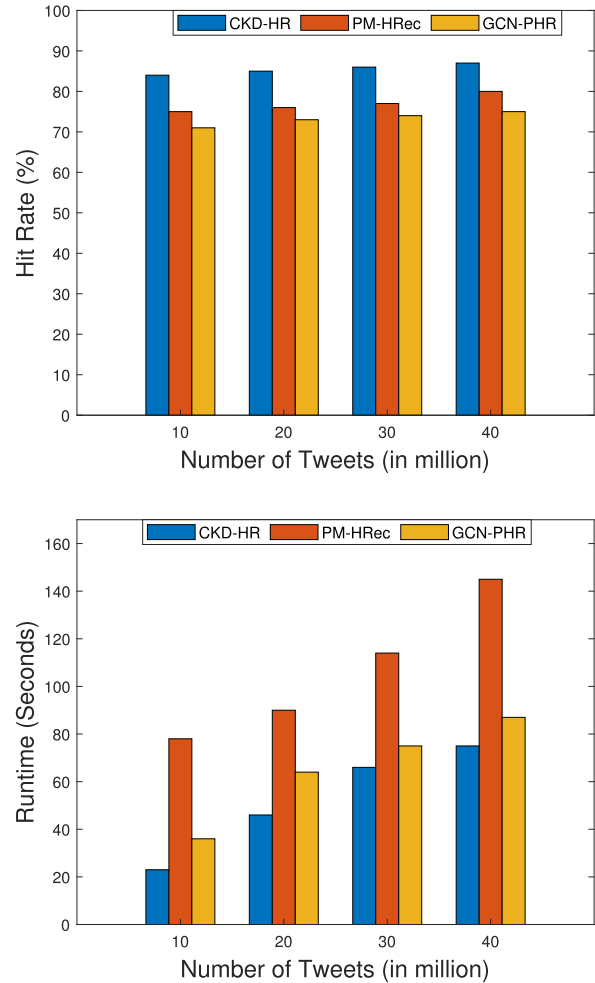 100
90
80
70
60
50
40
30
20
10
0
Hit Rate (%)
CKD-HR PM-HRec GCN-PHR
10 20 30 40
Number of Tweets (in million)
160
140
120
100
80
60
40
20
0
Runtime (Seconds)
CKD-HR PM-HRec GCN-PHR
10 20 30 40
Number of Tweets (in million)